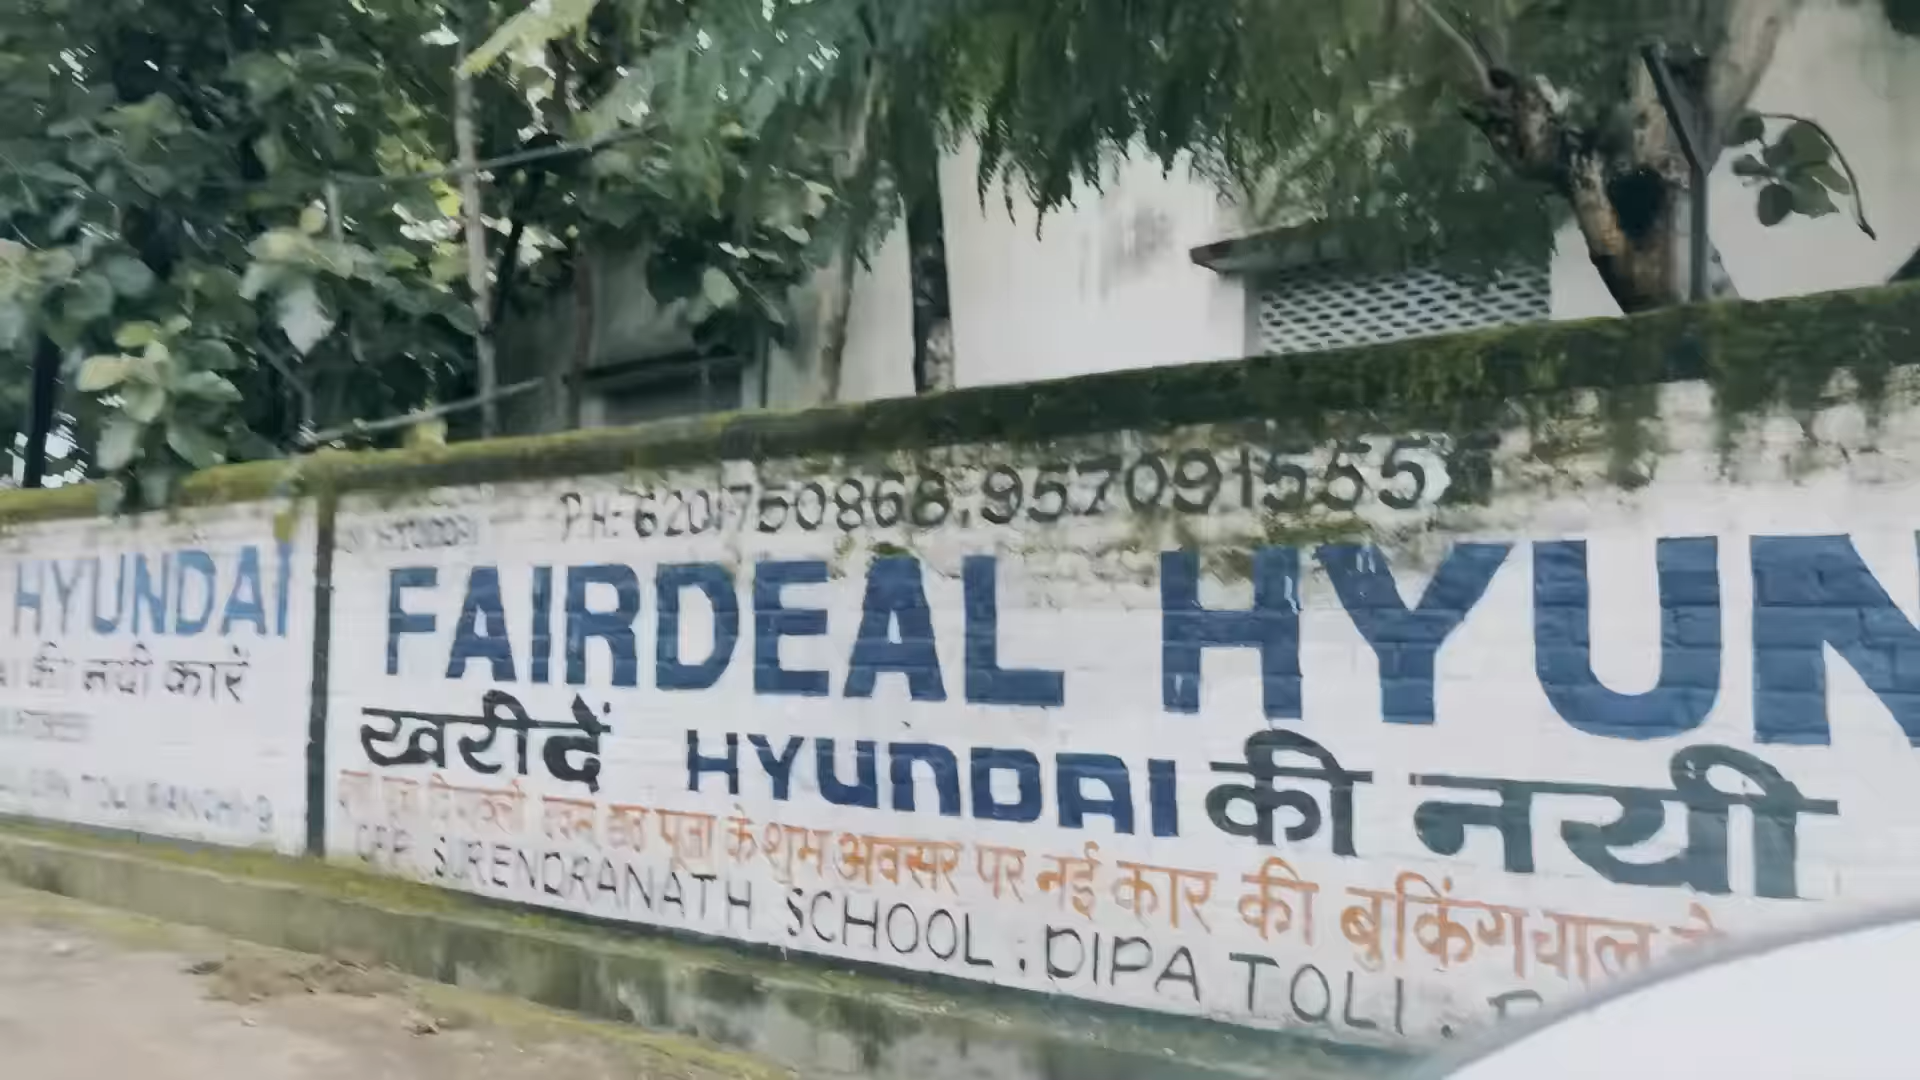 HYUNDAI
की नयी कारें
TOLI RANCHI-9
PH:-6201750868,957091555
FAIRDEAL HYUN
खरीदें HYUNDAI की नयी
छठ पूजा के शुभ अवसर पर नई कार की बुकिंग चालू
OPP. SURENDRANATH SCHOOL, DIPA TOLI,